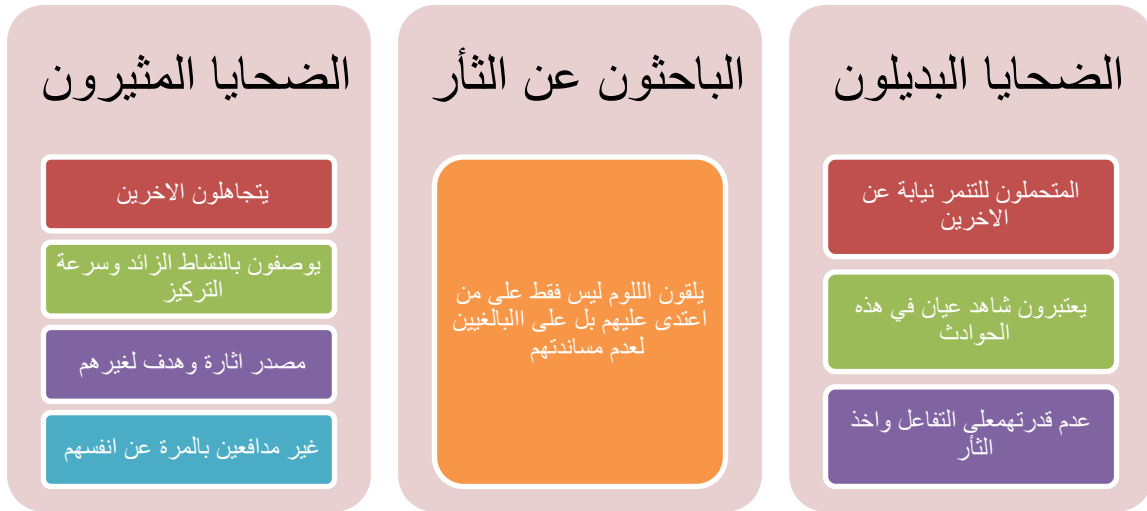 الضحايا البديلون
المتحملون للتنمر نيابة عن
الاخرين
يعتبرون شاهد عيان في هذه
الحوادث
عدم قدرتهمعلى التفاعل واخذ
الثأر
الباحثون عن الثأر
يلقون الللوم ليس فقط على من
اعتدى عليهم بل على االبالغيين
لعدم مساندتهم
الضحايا المثيرون
يتجاهلون الاخرين
يوصفون بالنشاط الزائد وسرعة
التركيز
مصدر اثارة وهدف لغيرهم
غير مدافعين بالمرة عن انفسهم